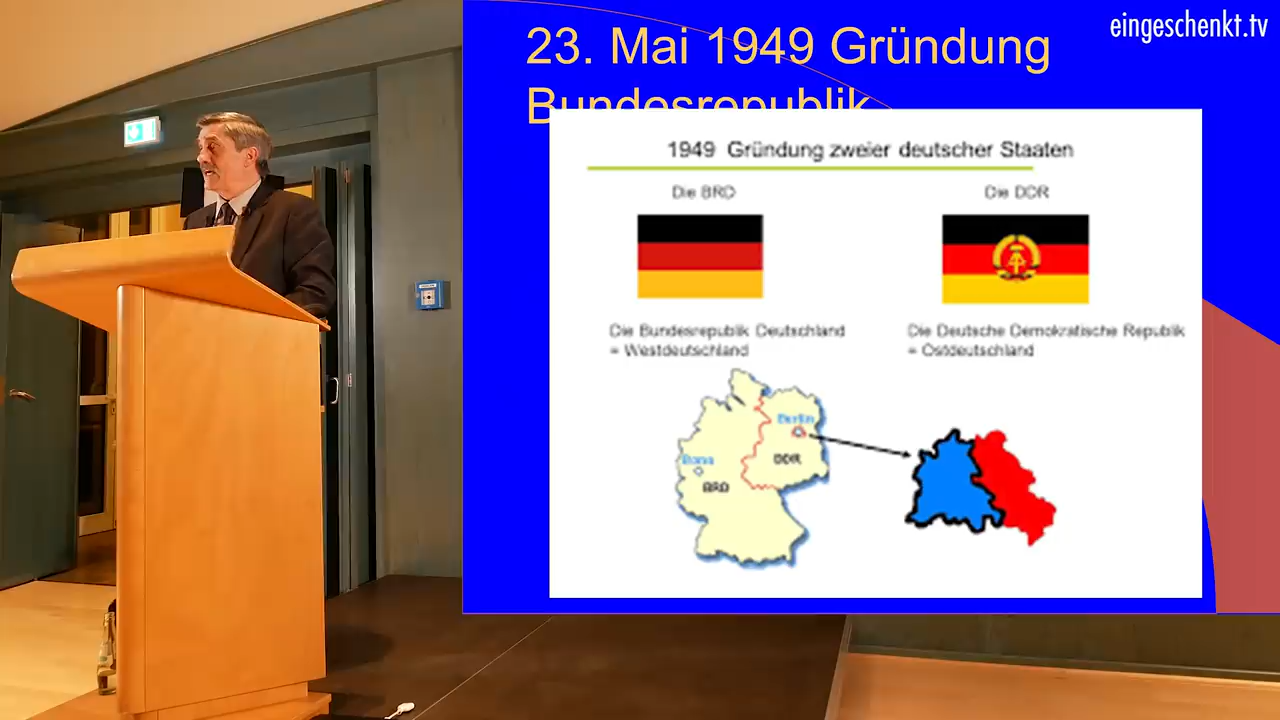 eingeschenkt.tv
23. Mai 1949 Gründung
Bundesrepublik
1949 Gründung zweier deutscher Staaten
Die BRD
Die DDR
Die Bundesrepublik Deutschland
= Westdeutschland
Die Deutsche Demokratische Republik
= Ostdeutschland
Berlin
Bonn
DDR
BRD